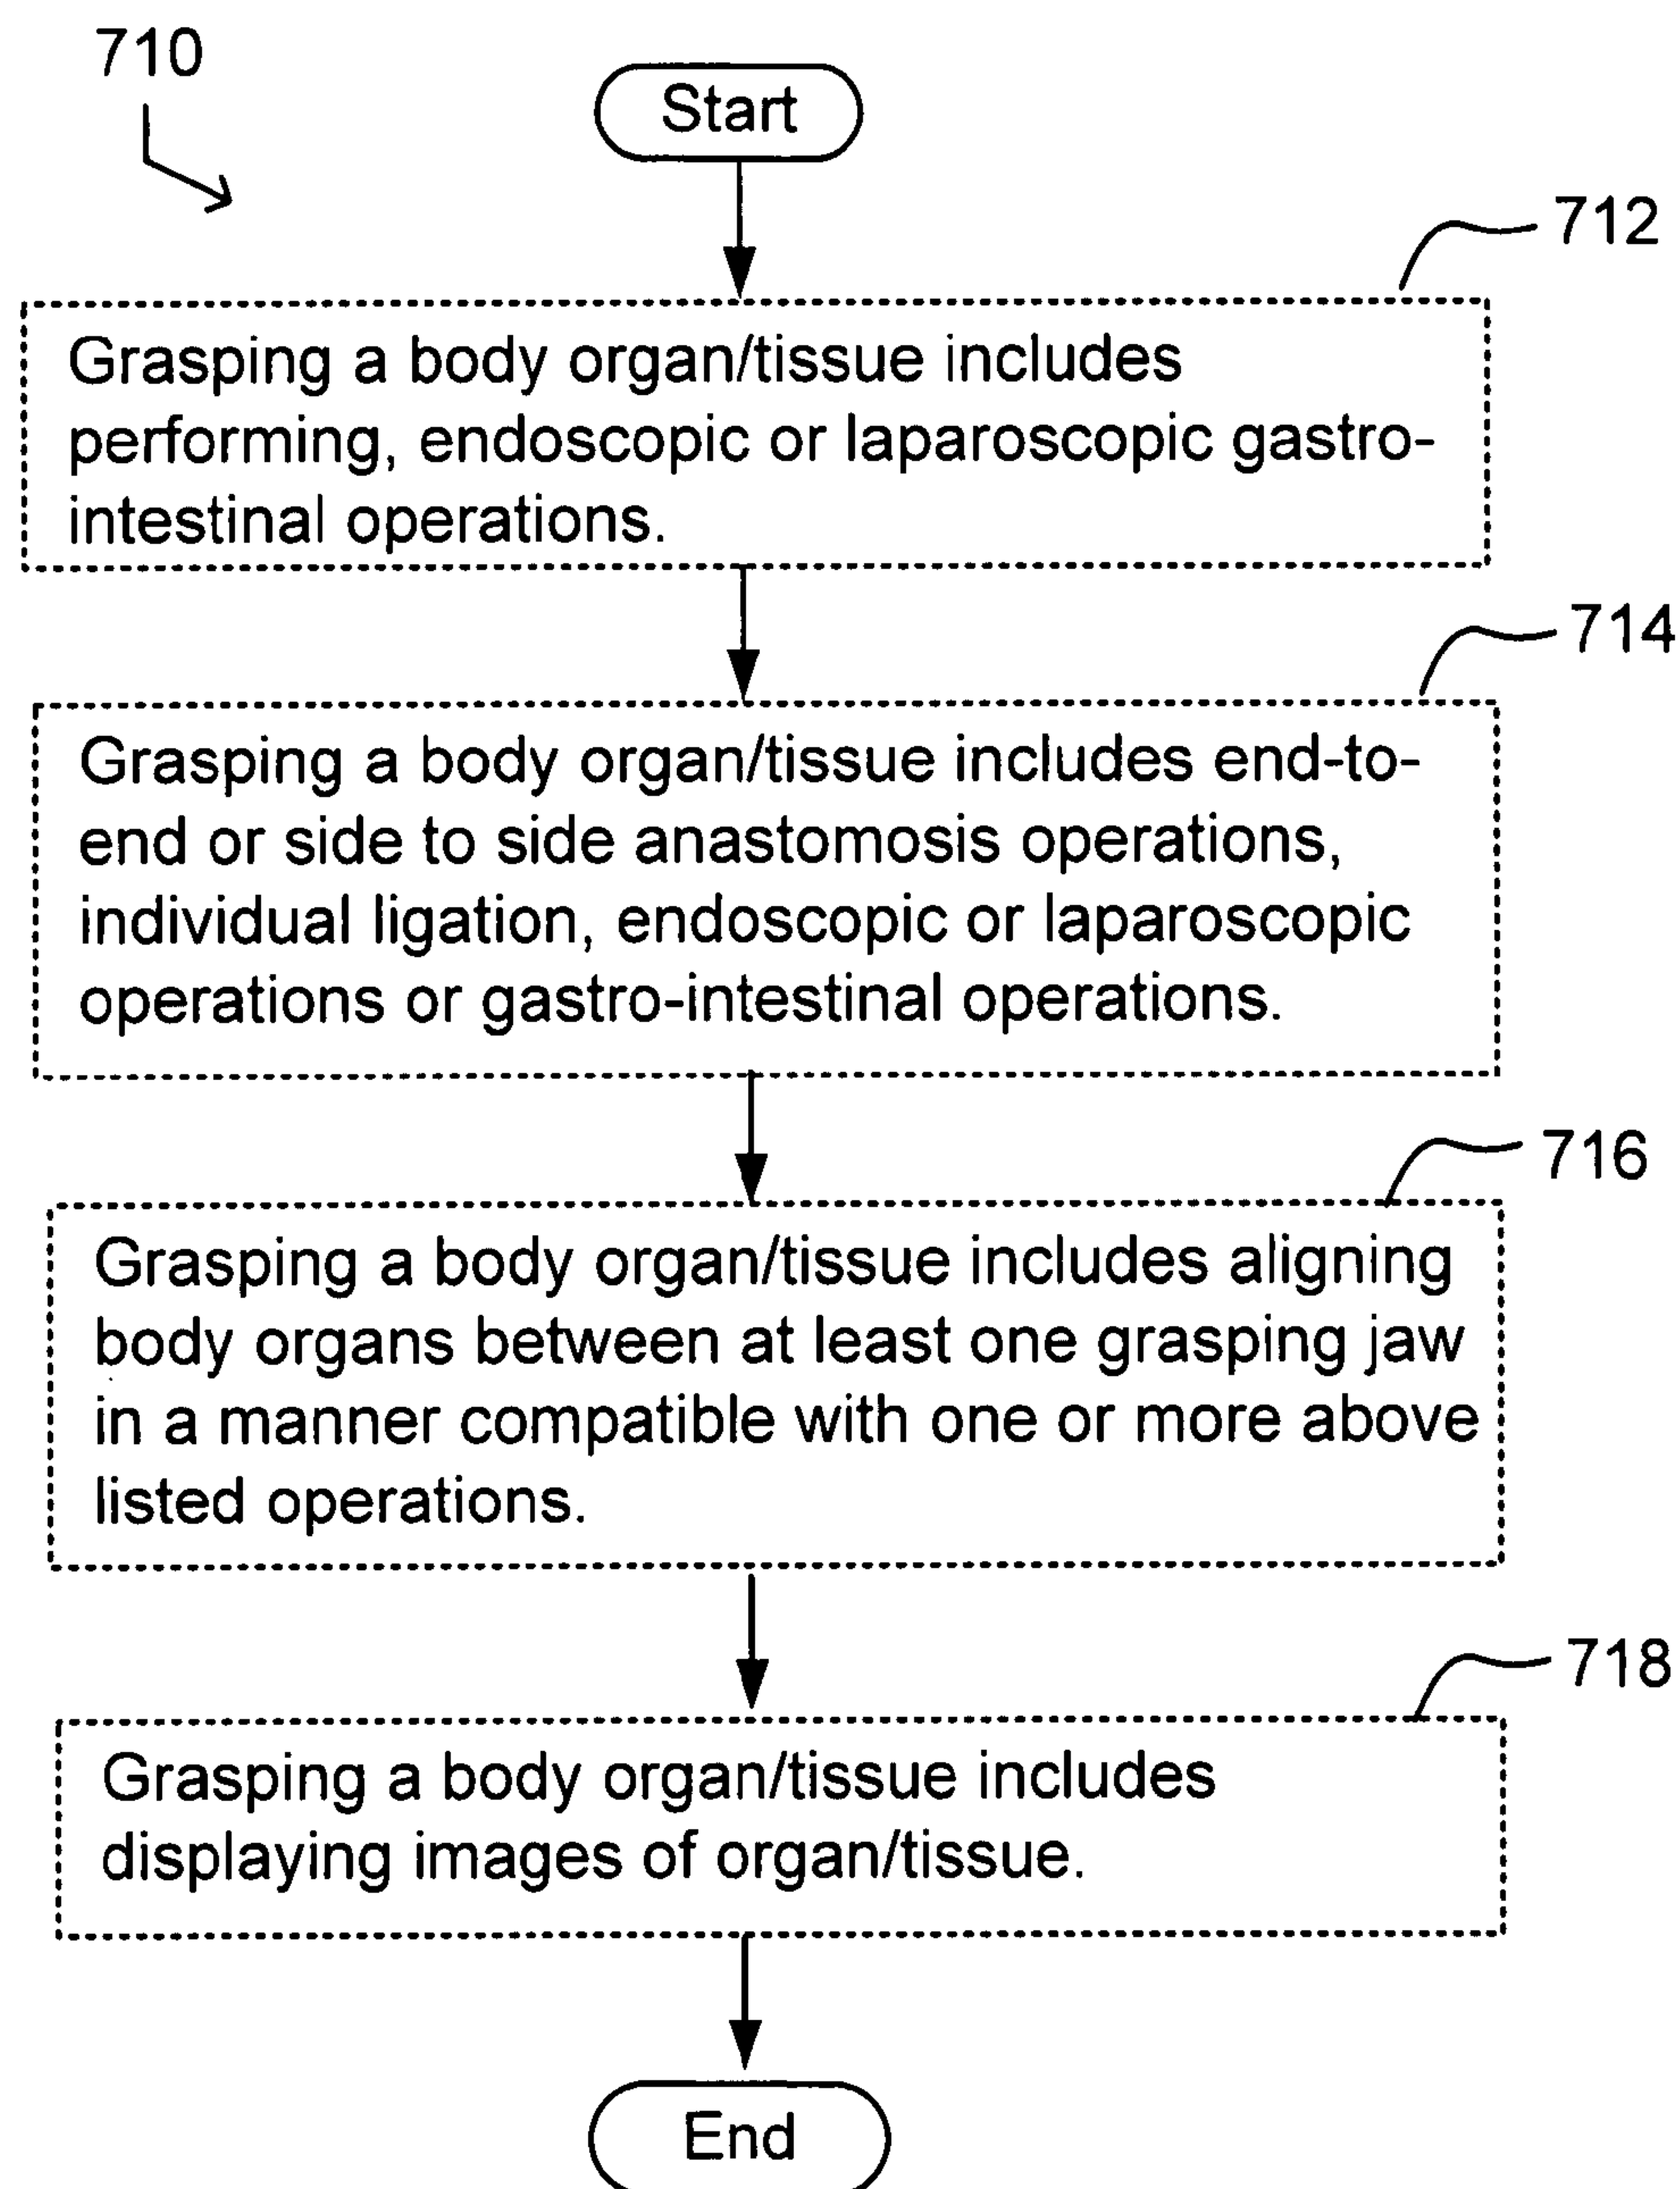 710
Start
712
Grasping a body organ/tissue includes
performing, endoscopic or laparoscopic gastro-
intestinal operations.
714
Grasping a body organ/tissue includes end-to-
end or side to side anastomosis operations,
individual ligation, endoscopic or laparoscopic
operations or gastro-intestinal operations.
716
Grasping a body organ/tissue includes aligning
body organs between at least one grasping jaw
in a manner compatible with one or more above
listed operations.
718
Grasping a body organ/tissue includes
displaying images of organ/tissue.
End